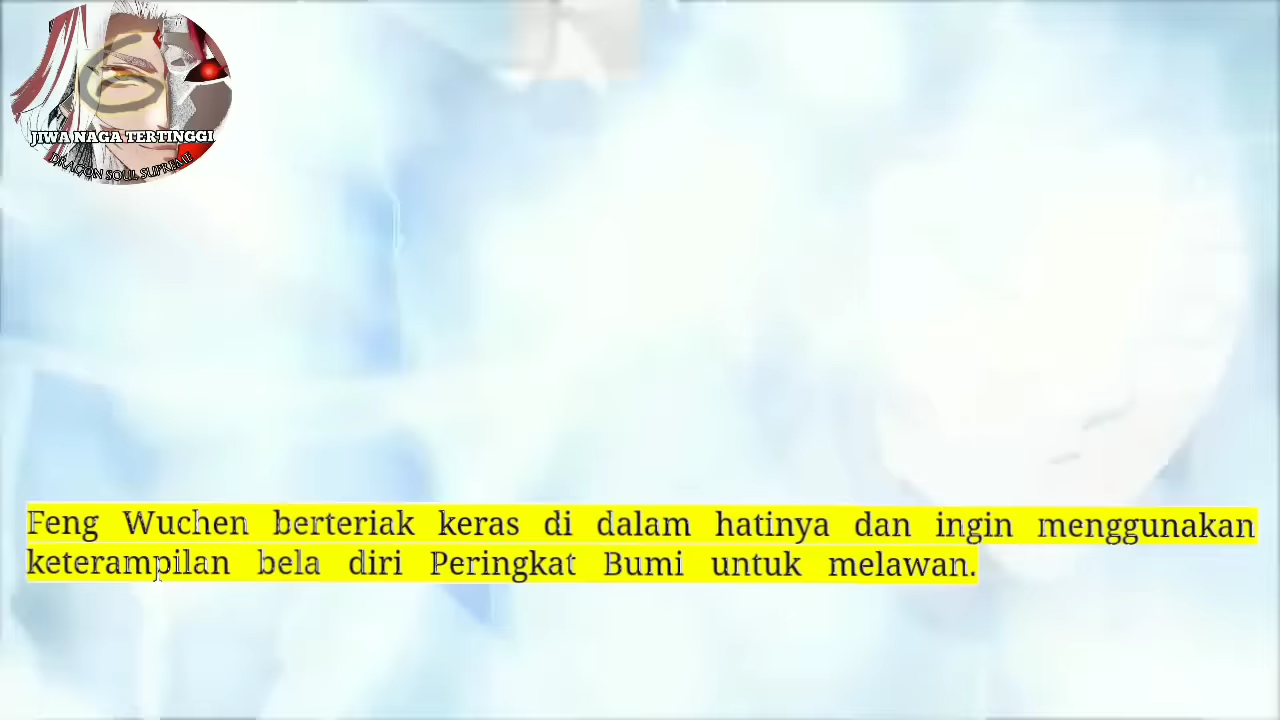 JIWA NAGA TERTINGGI
DRAGON SOUL SUPREME
Feng Wuchen berteriak keras di dalam hatinya dan ingin menggunakan
keterampilan bela diri Peringkat Bumi untuk melawan.